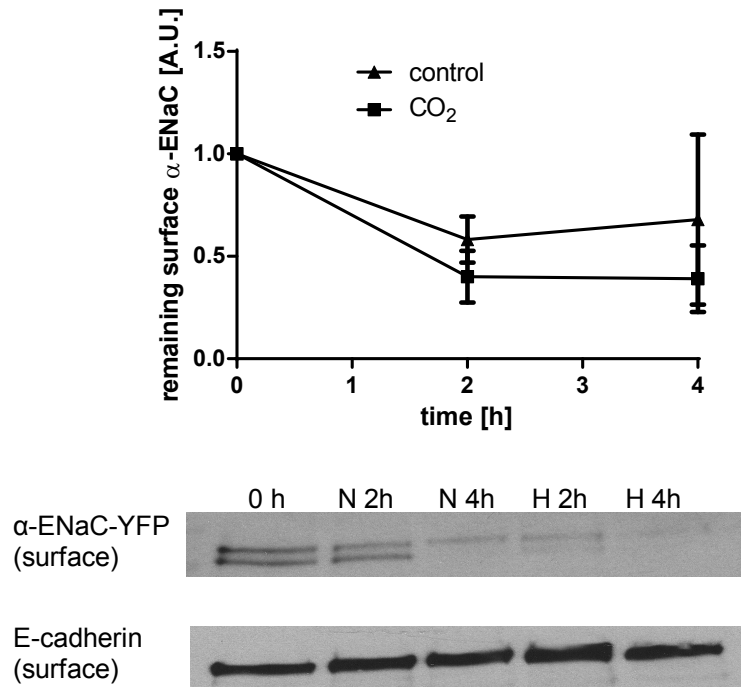 remaining surface α-ENaC [A.U.]
1.5
1.0
0.5
0.0
control
CO₂
0 1 2 3 4
time [h]
0 h N 2h N 4h H 2h H 4h
α-ENaC-YFP
(surface)
E-cadherin
(surface)